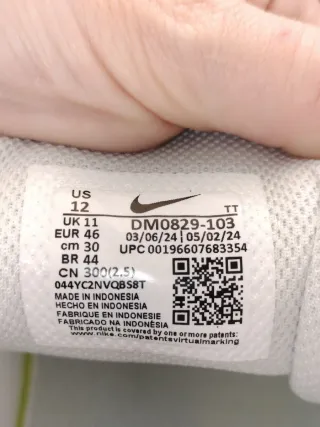 US
12
UK 11
EUR 46
cm 30
BR 44
CN 300(2.5)
TT
DM0829-103
03/06/24 | 05/02/24
UPC 00196607683354
044YC2NVQBS8T
MADE IN INDONESIA
HECHO EN INDONESIA
FABRIQUE EN INDONESIE
FABRICADO NA INDONÉSIA
This product is covered by one or more patents:
www.nike.com/patentsvirtualmarking